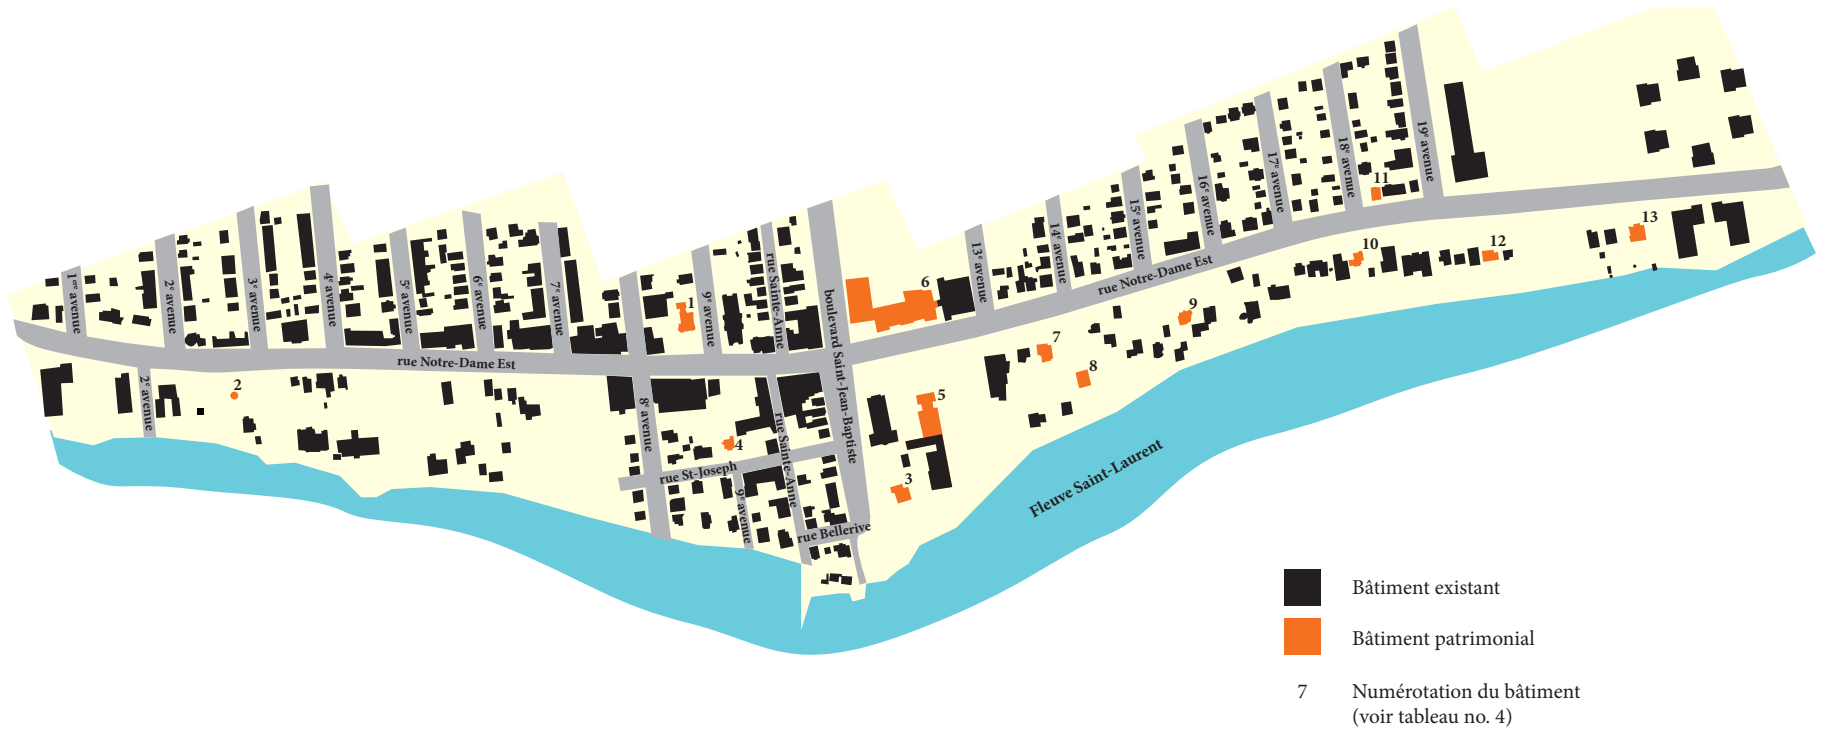 1ère avenue
2e avenue
3e avenue
4e avenue
5e avenue
6e avenue
7e avenue
9e avenue
rue Sainte-Anne
boulevard Saint-Jean-Baptiste
13e avenue
14e avenue
15e avenue
16e avenue
17e avenue
18e avenue
19e avenue
1
6
11
13
10
12
rue Notre-Dame Est
9
7
8
rue Notre-Dame Est
2e avenue
2
8e avenue
5
4
rue Sainte-Anne
rue St-Joseph
3
9e avenue
rue Bellerive
Fleuve Saint-Laurent
Bâtiment existant
Bâtiment patrimonial
7 Numérotation du bâtiment
(voir tableau no. 4)